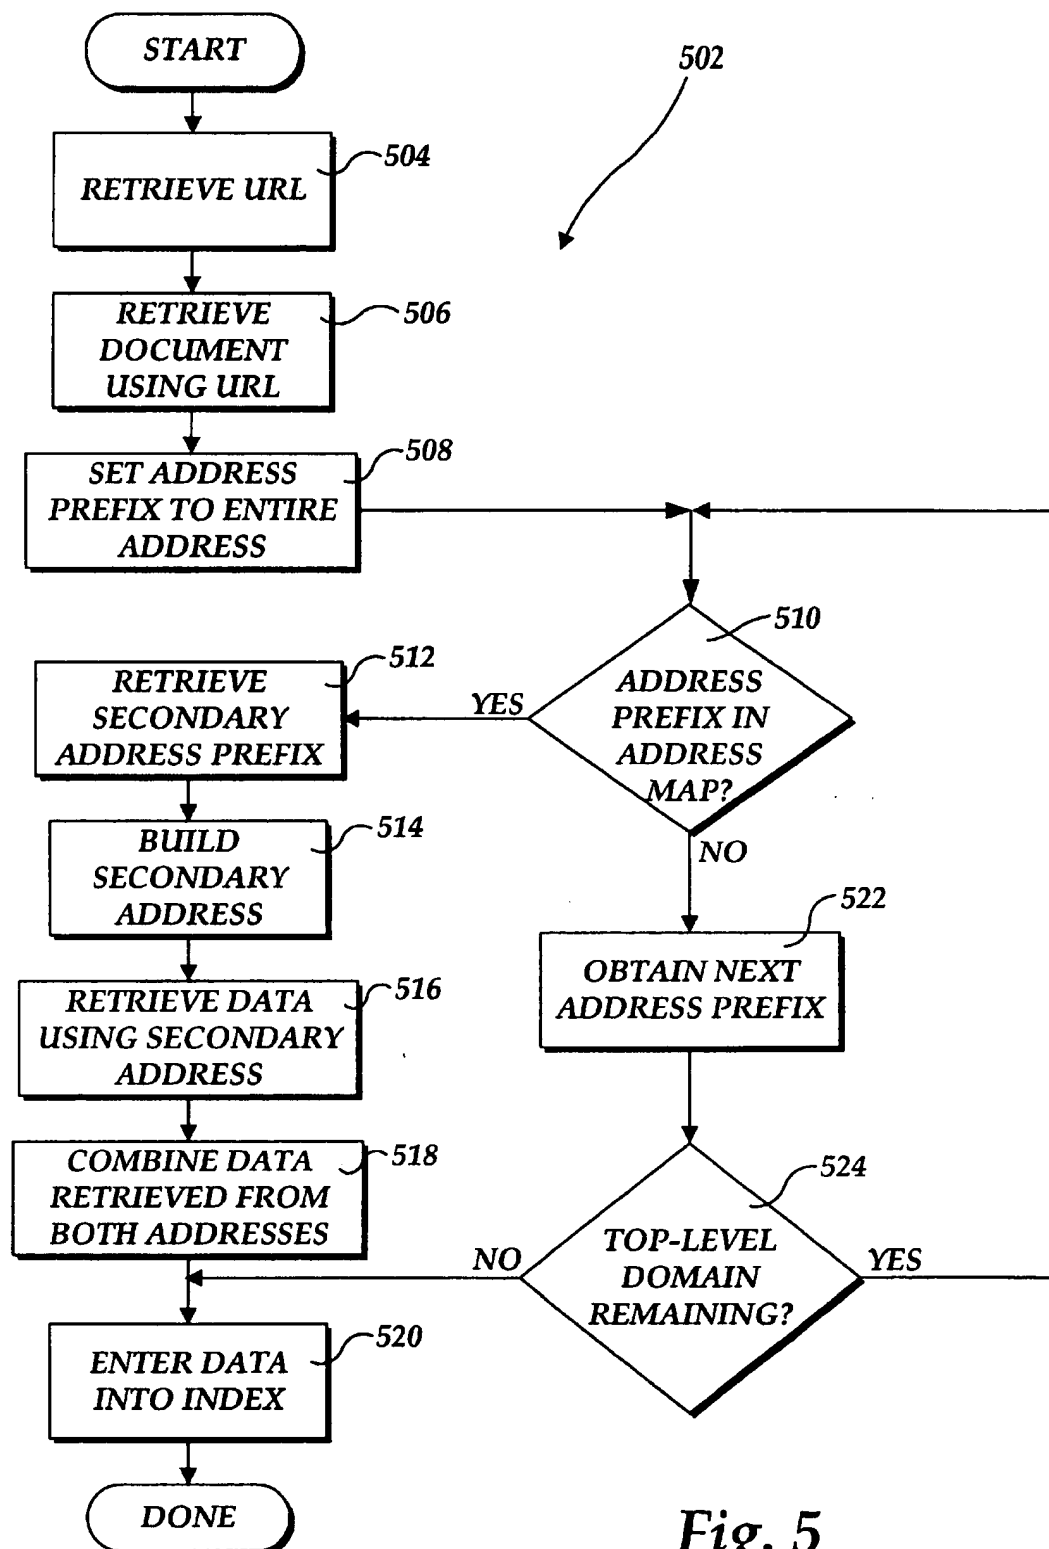 START
502
504
RETRIEVE URL
RETRIEVE
DOCUMENT
USING URL
506
SET ADDRESS
PREFIX TO ENTIRE
ADDRESS
508
510
ADDRESS
PREFIX IN
ADDRESS
MAP?
YES
NO
512
RETRIEVE
SECONDARY
ADDRESS PREFIX
514
BUILD
SECONDARY
ADDRESS
522
OBTAIN NEXT
ADDRESS PREFIX
516
RETRIEVE DATA
USING SECONDARY
ADDRESS
518
COMBINE DATA
RETRIEVED FROM
BOTH ADDRESSES
524
TOP-LEVEL
DOMAIN
REMAINING?
NO
YES
520
ENTER DATA
INTO INDEX
DONE
Fig. 5